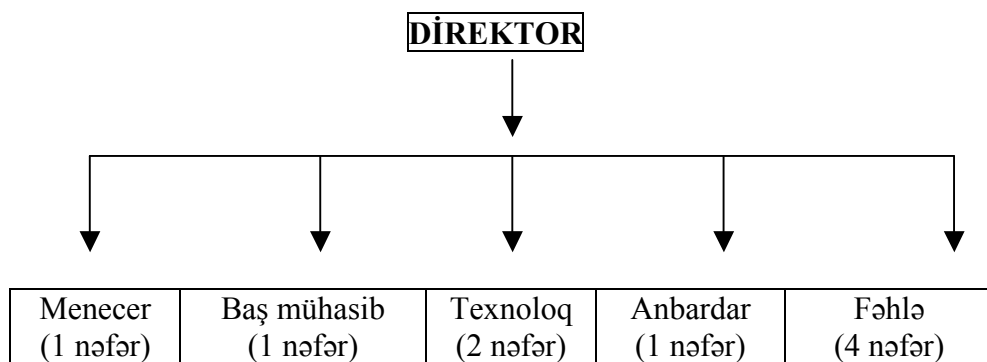 DİREKTOR
Menecer
(1 nəfər)
Baş mühasib
(1 nəfər)
Texnoloq
(2 nəfər)
Anbardar
(1 nəfər)
Fəhlə
(4 nəfər)